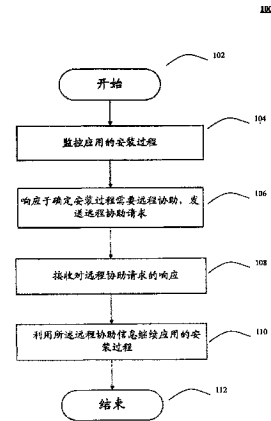 100
102
开始
104
监控应用的安装过程
106
响应于确定安装过程需要远程协助，发
送远程协助请求
108
接收对远程协助请求的响应
110
利用所述远程协助信息继续应用的安
装过程
112
结束